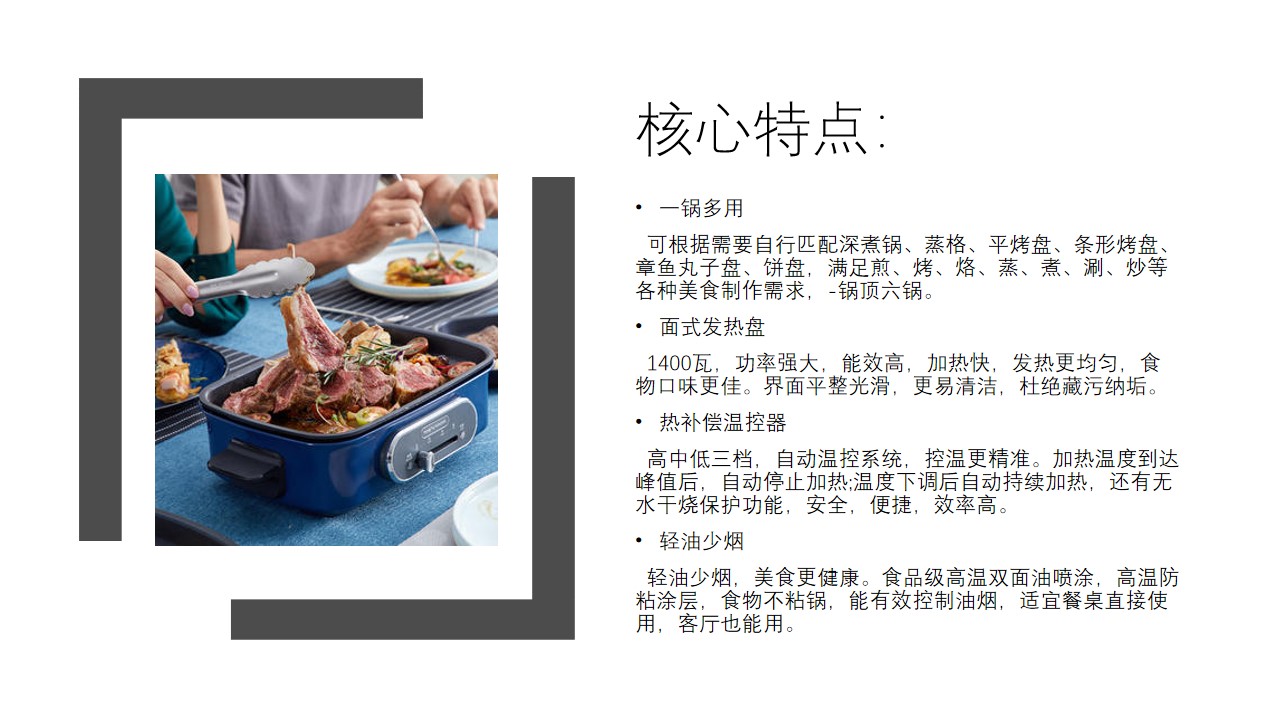 核心特点：
• 一锅多用
可根据需要自行匹配深煮锅、蒸格、平烤盘、条形烤盘、
章鱼丸子盘、饼盘，满足煎、烤、烙、蒸、煮、涮、炒等
各种美食制作需求，-锅顶六锅。
• 面式发热盘
1400瓦，功率强大，能效高，加热快，发热更均匀，食
物口味更佳。界面平整光滑，更易清洁，杜绝藏污纳垢。
• 热补偿温控器
高中低三档，自动温控系统，控温更精准。加热温度到达
峰值后，自动停止加热;温度下调后自动持续加热，还有无
水干烧保护功能，安全，便捷，效率高。
• 轻油少烟
轻油少烟，美食更健康。食品级高温双面油喷涂，高温防
粘涂层，食物不粘锅，能有效控制油烟，适宜餐桌直接使
用，客厅也能用。